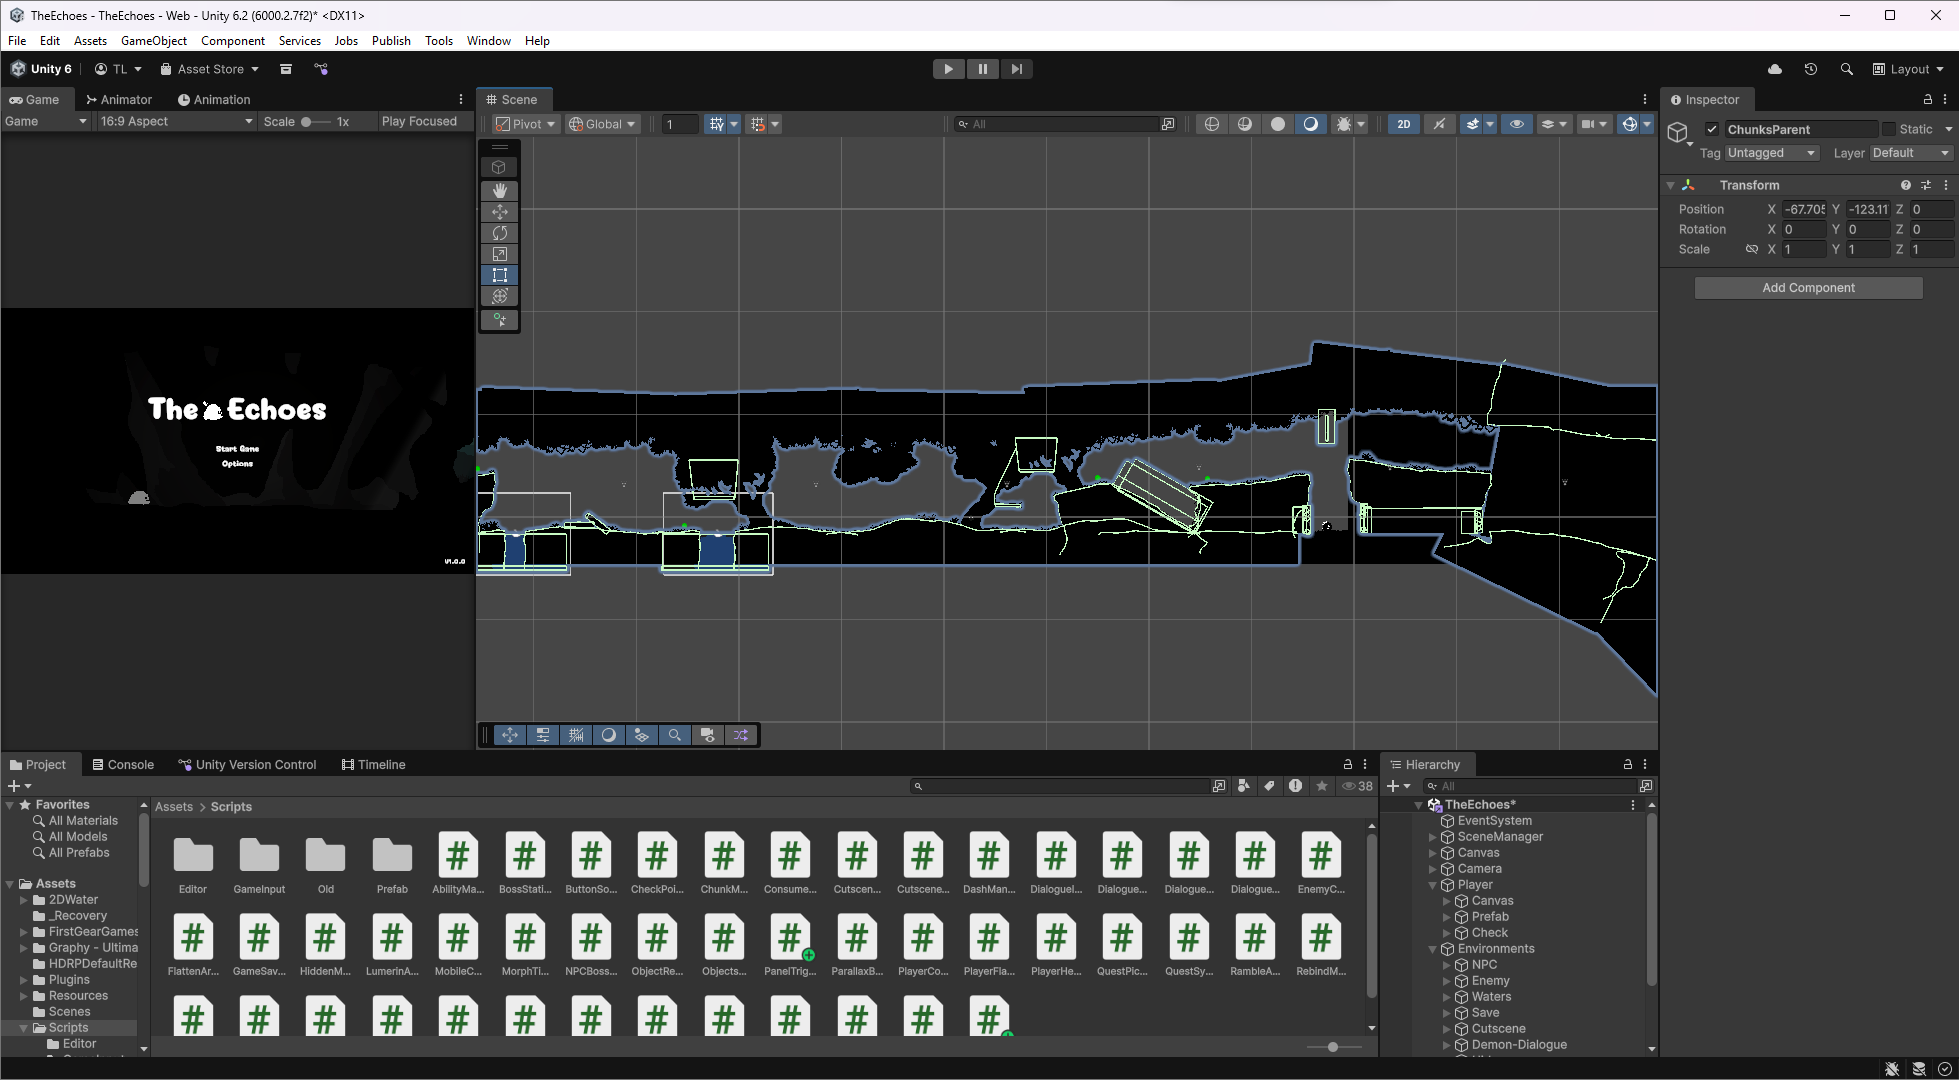 TheEchoes - TheEchoes - Web - Unity 6.2 (6000.2.7f2)* <DX11>
File Edit Assets GameObject Component Services Jobs Publish Tools Window Help
Unity 6 TL Asset Store Layout
Game Animator Animation
Game 16:9 Aspect Scale 1x Play Focused
The Echoes
Start Game
Options
V1.0.0
Scene
Pivot Global 1 All 2D
Inspector
ChunksParent Static
Tag Untagged Layer Default
Transform
Position X -67.705 Y -123.11 Z 0
Rotation X 0 Y 0 Z 0
Scale X 1 Y 1 Z 1
Add Component
Project Console Unity Version Control Timeline
38
Favorites
All Materials
All Models
All Prefabs
Assets
2DWater
_Recovery
FirstGearGames
Graphy - Ultima
HDRPDefaultRe
Plugins
Resources
Scenes
Scripts
Editor
Assets > Scripts
Editor GameInput Old Prefab AbilityMa... BossStati... ButtonSo... CheckPoi... ChunkM... Consume... Cutscen... Cutscene... DashMan... DialogueI... Dialogue... Dialogue... Dialogue... EnemyC...
FlattenAr... GameSav... HiddenM... LumerinA... MobileC... MorphTi... NPCBoss... ObjectRe... Objects... PanelTrig... ParallaxB... PlayerCo... PlayerFla... PlayerHe... QuestPic... QuestSy... RambleA... RebindM...
Hierarchy
All
TheEchoes*
EventSystem
SceneManager
Canvas
Camera
Player
Canvas
Prefab
Check
Environments
NPC
Enemy
Waters
Save
Cutscene
Demon-Dialogue